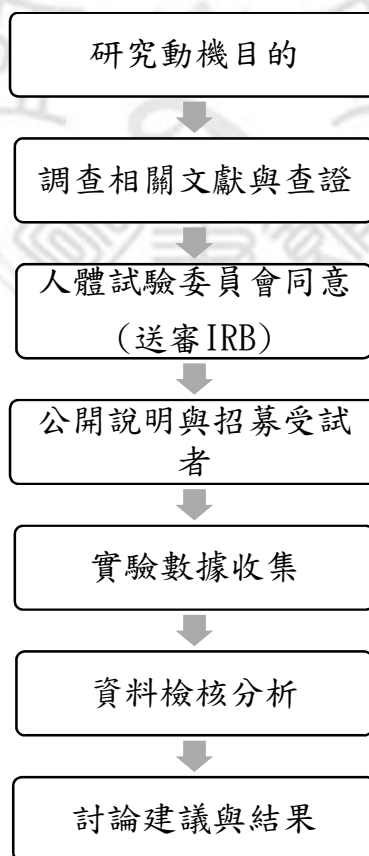 研究動機目的
調查相關文獻與查證
人體試驗委員會同意
(送審IRB)
公開說明與招募受試
者
實驗數據收集
資料檢核分析
討論建議與結果